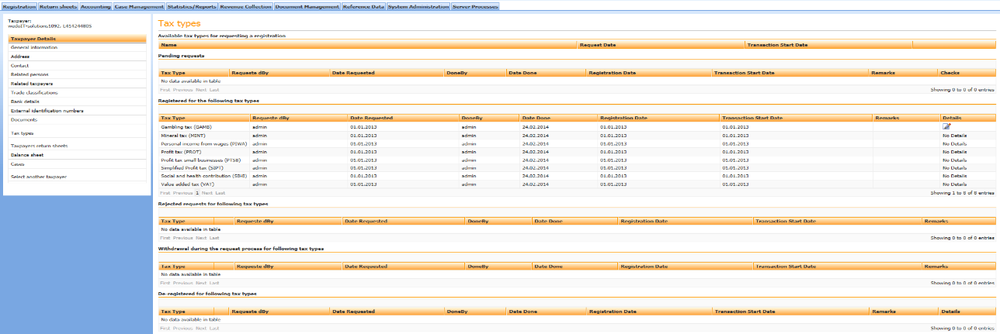 Registration Return sheets Accounting Case Management Statistics/Reports Revenue Collection Document Management Reference Data System Administration Server Processes
Taxpayer:
wedoIT-solutions1092, L414244805
Taxpayer Details
General information
Address
Contact
Related persons
Related taxpayers
Trade classifications
Bank details
External identification numbers
Documents
Tax types
Taxpayers return sheets
Balance sheet
Cases
Select another taxpayer
Tax types
Available tax types for requesting a registration
Name Request Date Transaction Start Date
Pending requests
Tax Type Requeste dBy Date Requested DoneBy Date Done Registration Date Transaction Start Date Remarks Checks
No data available in table
First Previous Next Last Showing 0 to 0 of 0 entries
Registered for the following tax types
Tax Type Requeste dBy Date Requested DoneBy Date Done Registration Date Transaction Start Date Remarks Details
Gambling tax (GAMB) admin 01.01.2013 admin 24.02.2014 01.01.2013 01.01.2013
Mineral tax (MINT) admin 01.01.2013 admin 24.02.2014 01.01.2013 01.01.2013 No Details
Personal income from wages (PIWA) admin 01.01.2013 admin 24.02.2014 01.01.2013 01.01.2013 No Details
Profit tax (PROT) admin 01.01.2013 admin 24.02.2014 01.01.2013 01.01.2013 No Details
Profit tax small businesses (PTSB) admin 01.01.2013 admin 24.02.2014 01.01.2013 01.01.2013 No Details
Simplified Profit tax (SIPT) admin 01.01.2013 admin 24.02.2014 01.01.2013 01.01.2013 No Details
Social and health contribution (SBHI) admin 01.01.2013 admin 24.02.2014 01.01.2013 01.01.2013 No Details
Value added tax (VAT) admin 01.01.2013 admin 24.02.2014 01.01.2013 01.01.2013 No Details
First Previous 1 Next Last Showing 1 to 8 of 8 entries
Rejected requests for following tax types
Tax Type Requeste dBy Date Requested DoneBy Date Done Registration Date Transaction Start Date Remarks
No data available in table
First Previous Next Last Showing 0 to 0 of 0 entries
Withdrawal during the request process for following tax types
Tax Type Requeste dBy Date Requested DoneBy Date Done Registration Date Transaction Start Date Remarks
No data available in table
First Previous Next Last Showing 0 to 0 of 0 entries
De-registered for following tax types
Tax Type Requeste dBy Date Requested DoneBy Date Done Registration Date Transaction Start Date Remarks Details
No data available in table
First Previous Next Last Showing 0 to 0 of 0 entries